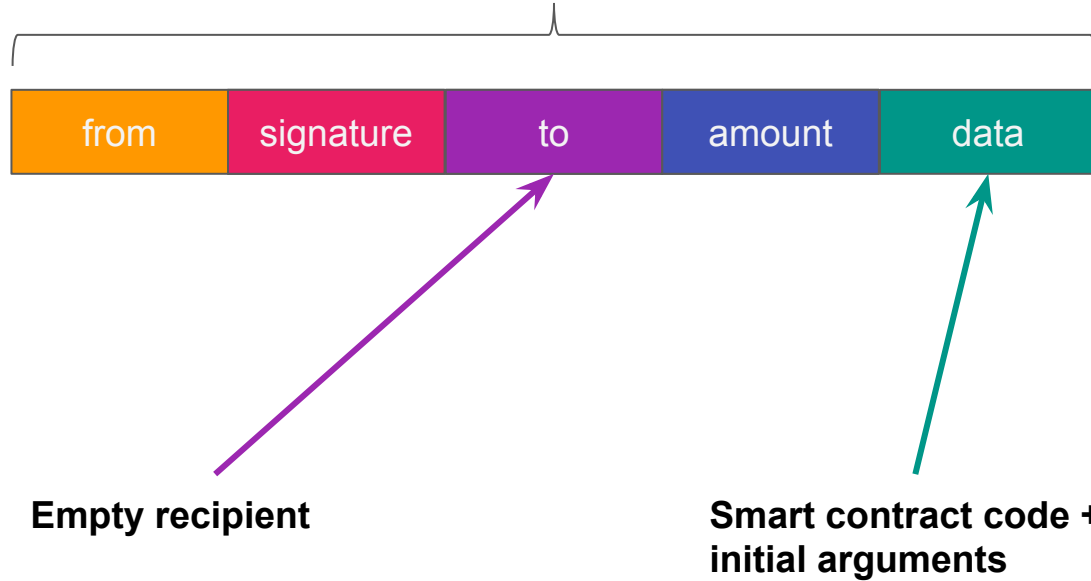 from signature to amount data
Empty recipient
Smart contract code +
initial arguments